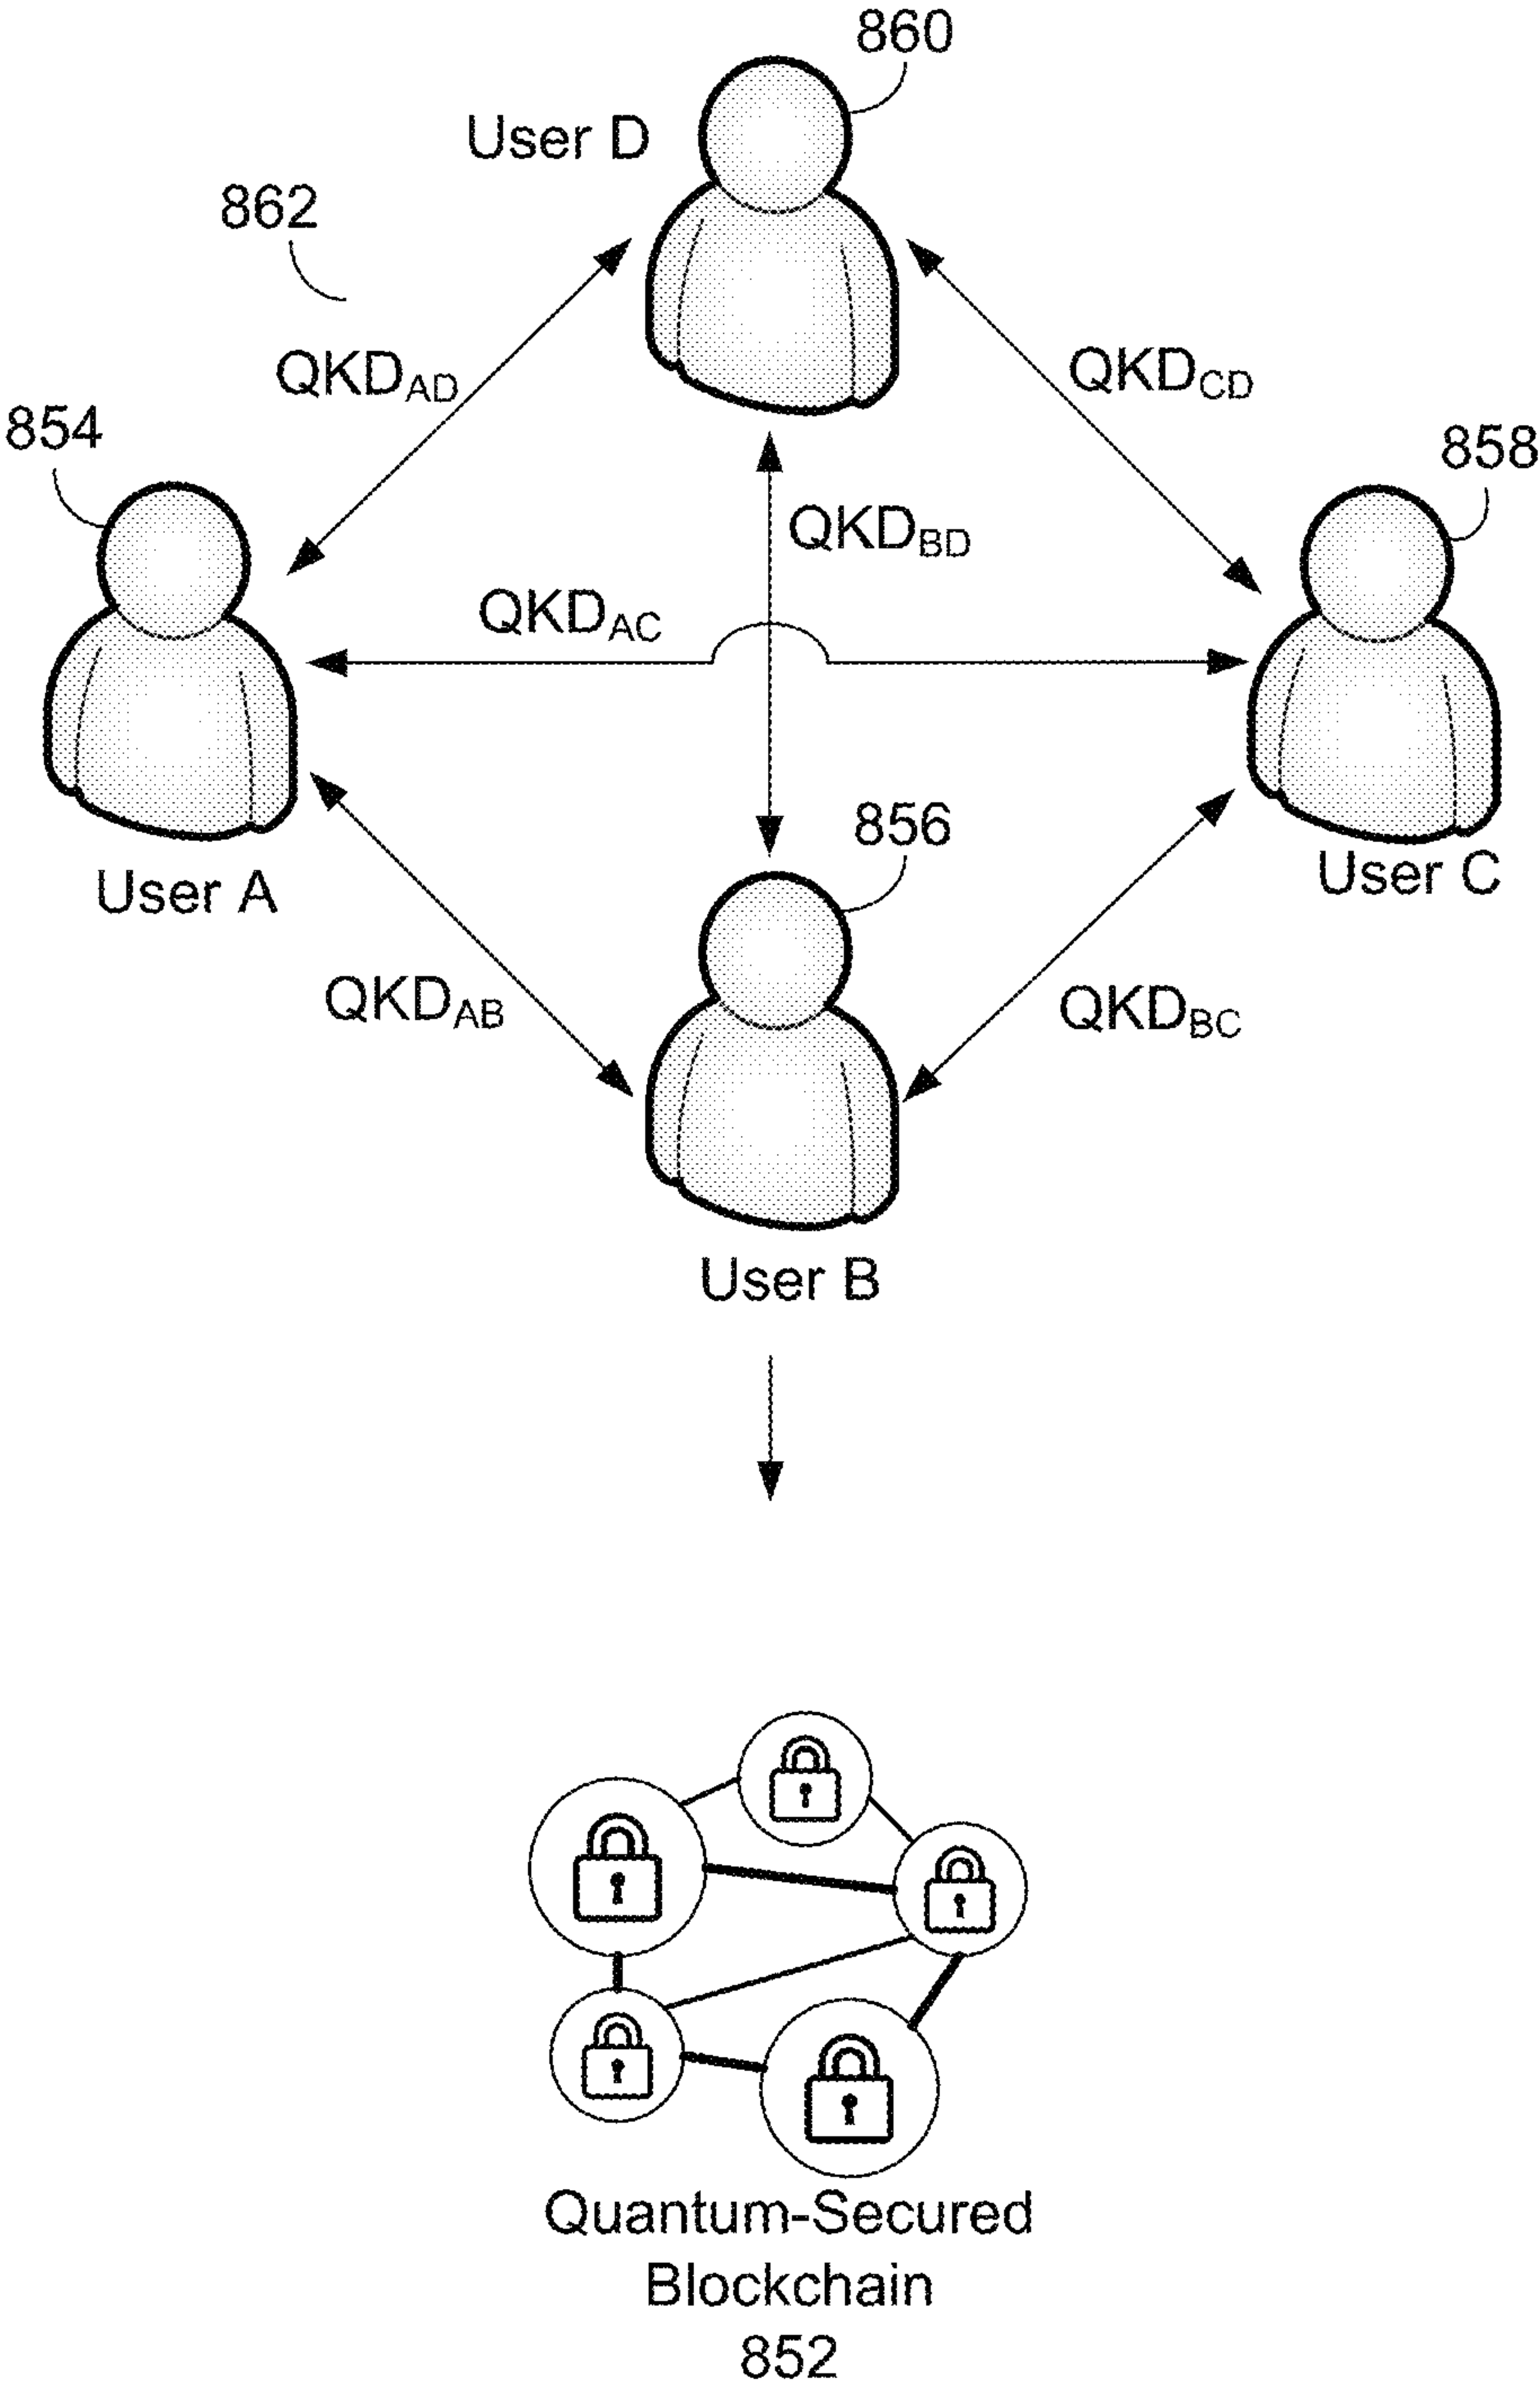 860
User D
862
QKDAD
QKDCD
854
858
QKDBD
QKDAC
856
User A
User C
QKDAB
QKDBC
User B
Quantum-Secured
Blockchain
852